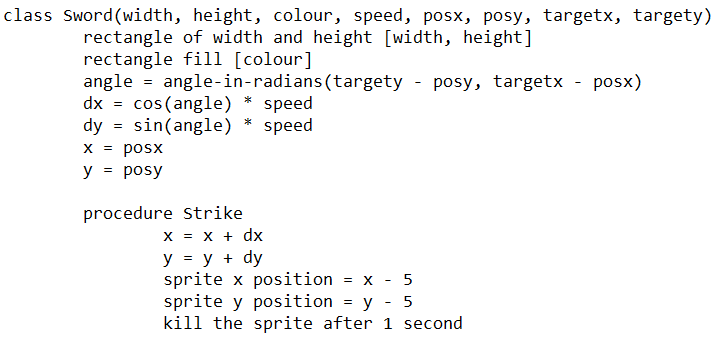 class Sword(width, height, colour, speed, posx, posy, targetx, targety)
rectangle of width and height [width, height]
rectangle fill [colour]
angle = angle-in-radians(targety - posy, targetx - posx)
dx = cos(angle) * speed
dy = sin(angle) * speed
x = posx
y = posy
procedure Strike
x = x + dx
y = y + dy
sprite x position = x - 5
sprite y position = y - 5
kill the sprite after 1 second